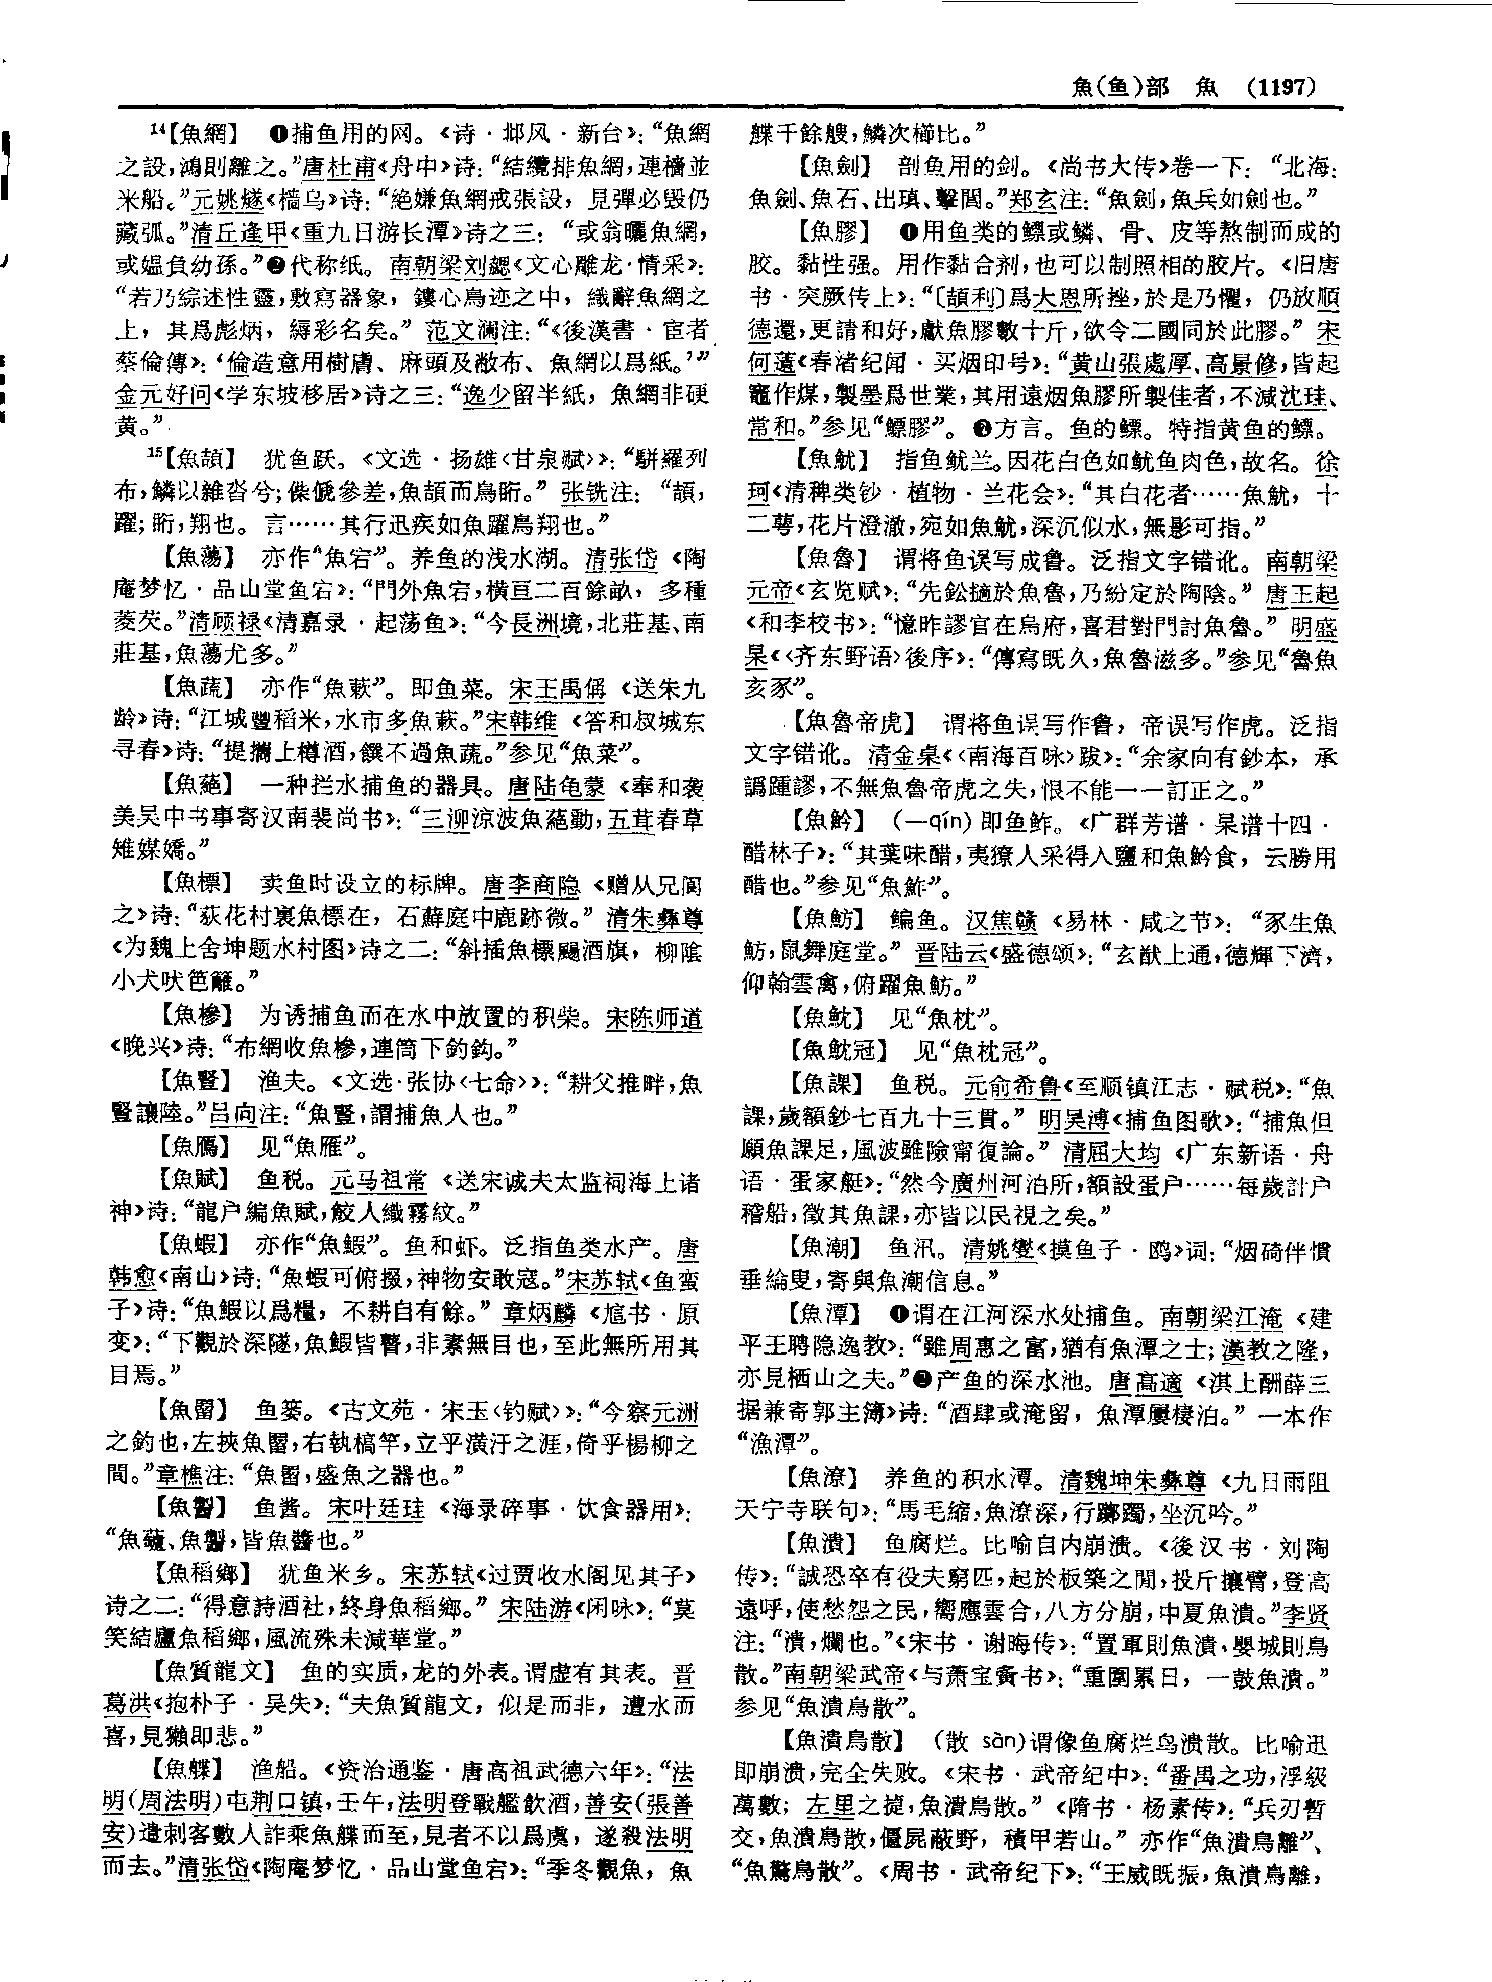 魚(鱼)部　魚　(1197)
14【魚網】　❶捕鱼用的网。《诗·邶风·新台》：“魚網
之設，鴻則離之。”唐杜甫《舟中》诗：“結纜排魚網，連檣並
米船。”元姚燧《樯乌》诗：“絶嫌魚網戒張設，見彈必毁仍
藏弧。”清丘逢甲《重九日游长潭》诗之三：“或翁曬魚網，
或媪負幼孫。”❷代称纸。南朝梁刘勰《文心雕龙·情采》：
“若乃綜述性靈，敷寫器象，鏤心鳥迹之中，織辭魚網之
上，其爲彪炳，縟彩名矣。”范文澜注：“《後漢書·宦者
蔡倫傳》：‘倫造意用樹膚、麻頭及敝布、魚網以爲紙。’”
金元好问《学东坡移居》诗之三：“逸少留半紙，魚網非硬
黄。”
15【魚頡】　犹鱼跃。《文选·扬雄〈甘泉赋〉》：“駢羅列
布，鱗以雜沓兮；傺傂參差，魚頡而鳥䀪。”张铣注：“頡，
躍；䀪，翔也。言……其行迅疾如魚躍鳥翔也。”
【魚蕩】　亦作“魚宕”。养鱼的浅水湖。清张岱《陶
庵梦忆·品山堂鱼宕》：“門外魚宕，横亘二百餘畝，多種
菱芡。”清顾禄《清嘉录·起荡鱼》：“今長洲境，北莊基、南
莊基，魚蕩尤多。”
【魚蔬】　亦作“魚蔌”。即鱼菜。宋王禹偁《送朱九
龄》诗：“江城豐稻米，水市多魚蔌。”宋韩维《答和叔城东
寻春》诗：“提攜上樽酒，饌不過魚蔬。”参见“魚菜”。
【魚蕝】　一种拦水捕鱼的器具。唐陆龟蒙《奉和袭
美吴中书事寄汉南裴尚书》：“三泖涼波魚蕝動，五茸春草
雉媒嬌。”
【魚標】　卖鱼时设立的标牌。唐李商隐《赠从兄阆
之》诗：“荻花村裏魚標在，石蘚庭中鹿跡微。”清朱彝尊
《为魏上舍坤题水村图》诗之二：“斜插魚標颺酒旗，柳陰
小犬吠笆籬。”
【魚槮】　为诱捕鱼而在水中放置的积柴。宋陈师道
《晚兴》诗：“布網收魚槮，連筒下釣鈎。”
【魚豎】　渔夫。《文选·张协〈七命〉》：“耕父推畔，魚
豎讓陸。”吕向注：“魚豎，謂捕魚人也。”
【魚鴈】　见“魚雁”。
【魚賦】　鱼税。元马祖常《送宋诚夫太监祠海上诸
神》诗：“龍户編魚賦，鮫人織霧紋。”
【魚蝦】　亦作“魚鰕”。鱼和虾。泛指鱼类水产。唐
韩愈《南山》诗：“魚蝦可俯掇，神物安敢寇。”宋苏轼《鱼蛮
子》诗：“魚鰕以爲糧，不耕自有餘。”章炳麟《訄书·原
变》：“下觀於深隧，魚鰕皆瞽，非素無目也，至此無所用其
目焉。”
【魚罶】　鱼篓。《古文苑·宋玉〈钓赋〉》：“今察元洲
之釣也，左挾魚罶，右執槁竿，立乎潢汙之涯，倚乎楊柳之
間。”章樵注：“魚罶，盛魚之器也。”
【魚䱹】　鱼酱。宋叶廷珪《海录碎事·饮食器用》：
【魚稻鄉】　犹鱼米乡。宋苏轼《过贾收水阁见其子》
诗之二：“得意詩酒社，終身魚稻鄉。”宋陆游《闲咏》：“莫
笑結廬魚稻鄉，風流殊未減華堂。”
【魚質龍文】　鱼的实质，龙的外表。谓虚有其表。晋
葛洪《抱朴子·吴失》：“夫魚質龍文，似是而非，遭水而
喜，見獺即悲。”
【魚艓】　渔船。《资治通鉴·唐高祖武德六年》：“法
明(周法明)屯荆口镇，壬午，法明登戰艦飲酒，善安(張善
安)遣刺客數人詐乘魚艓而至，見者不以爲虞，遂殺法明
而去。”清张岱《陶庵梦忆·品山堂鱼宕》：“季冬觀魚，魚
艓千餘艘，鱗次櫛比。”
【魚劍】　剖鱼用的剑。《尚书大传》卷一下：“北海：
魚劍、魚石、出瑱、擊閭。”郑玄注：“魚劍，魚兵如劍也。”
【魚膠】　❶用鱼类的鳔或鳞、骨、皮等熬制而成的
胶。黏性强。用作黏合剂，也可以制照相的胶片。《旧唐
书·突厥传上》：“〔頡利〕爲大恩所挫，於是乃懼，仍放順
德還，更請和好，獻魚膠數十斤，欲令二國同於此膠。”宋
何薳《春渚纪闻·买烟印号》：“黄山張處厚、高景修，皆起
竈作煤，製墨爲世業，其用遠烟魚膠所製佳者，不減沈珪、
常和。”参见“鳔膠”。❷方言。鱼的鳔。特指黄鱼的鳔。
【魚魷】　指鱼魷兰。因花白色如魷鱼肉色，故名。徐
珂《清稗类钞·植物·兰花会》：“其白花者……魚魷，十
二萼，花片澄澈，宛如魚魷，深沉似水，無影可指。”
【魚魯】　谓将鱼误写成鲁。泛指文字错讹。南朝梁
元帝《玄览赋》：“先鈆擿於魚魯，乃紛定於陶陰。”唐王起
《和李校书》：“憶昨謬官在烏府，喜君對門討魚魯。”明盛
杲《〈齐东野语〉後序》：“傳寫既久，魚魯滋多。”参见“魯魚
亥豕”。
【魚魯帝虎】　谓将鱼误写作鲁，帝误写作虎。泛指
文字错讹。清金臬《〈南海百咏〉跋》：“余家向有鈔本，承
譌踵謬，不無魚魯帝虎之失，恨不能一一訂正之。”
【魚魿】　(—qín)即鱼鲊。《广群芳谱·杲谱十四·
醋林子》：“其葉味醋，夷獠人采得入鹽和魚魿食，云勝用
醋也。”参见“魚鮓”。
【魚魴】　鳊鱼。汉焦赣《易林·咸之节》：“豕生魚
魴，鼠舞庭堂。”晋陆云《盛德颂》：“玄猷上通，德輝下濟，
仰翰雲禽，俯躍魚魴。”
【魚魫】　见“魚枕”。
【魚魫冠】　见“魚枕冠”。
【魚課】　鱼税。元俞希鲁《至顺镇江志·赋税》：“魚
課，歲額鈔七百九十三貫。”明吴溥《捕鱼图歌》：“捕魚但
願魚課足，風波雖險甯復論。”清屈大均《广东新语·舟
语·蛋家艇》：“然今廣州河泊所，額設蛋户……每歲計户
稽船，徵其魚課，亦皆以民視之矣。”
【魚潮】　鱼汛。清姚燮《摸鱼子·鸥》词：“烟碕伴慣
垂綸叟，寄與魚潮信息。”
【魚潭】　❶谓在江河深水处捕鱼。南朝梁江淹《建
平王聘隐逸教》：“雖周惠之富，猶有魚潭之士；漢教之隆，
亦見栖山之夫。”❷产鱼的深水池。唐高適《淇上酬薛三
据兼寄郭主簿》诗：“酒肆或淹留，魚潭屢棲泊。”一本作
“漁潭”。
【魚潦】　养鱼的积水潭。清魏坤朱彝尊《九日雨阻
天宁寺联句》：“馬毛縮，魚潦深，行躑躅，坐沉吟。”
【魚潰】　鱼腐烂。比喻自内崩溃。《後汉书·刘陶
传》：“誠恐卒有役夫窮匹，起於板築之間，投斤攘臂，登高
遠呼，使愁怨之民，嚮應雲合，八方分崩，中夏魚潰。”李贤
注：“潰，爛也。”《宋书·谢晦传》：“置軍則魚潰，嬰城則鳥
散。”南朝梁武帝《与萧宝夤书》：“重圍累日，一鼓魚潰。”
参见“魚潰鳥散”。
【魚潰鳥散】　(散 sàn)谓像鱼腐烂鸟溃散。比喻迅
即崩溃，完全失败。《宋书·武帝纪中》：“番禺之功，浮級
萬數；左里之捷，魚潰鳥散。”《隋书·杨素传》：“兵刃暫
交，魚潰鳥散，僵屍蔽野，積甲若山。”亦作“魚潰鳥離”、
“魚驚鳥散”。《周书·武帝纪下》：“王威既振，魚潰鳥離，